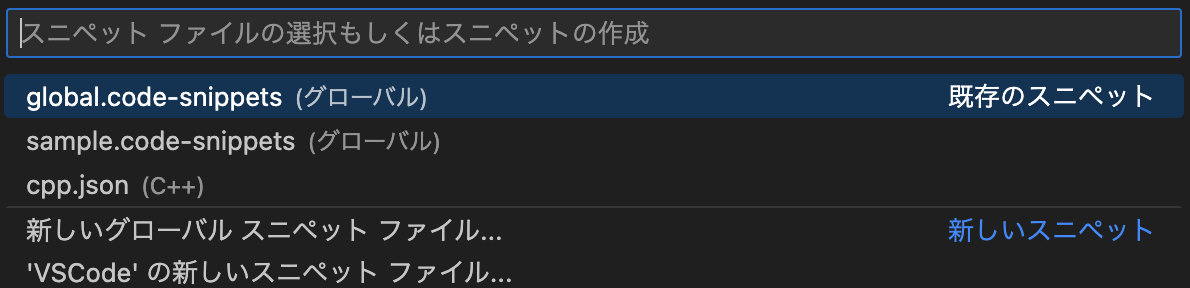 スニペット ファイルの選択もしくはスニペットの作成
global.code-snippets (グローバル) 既存のスニペット
sample.code-snippets (グローバル)
cpp.json (C++)
新しいグローバル スニペット ファイル... 新しいスニペット
'VSCode' の新しいスニペット ファイル...